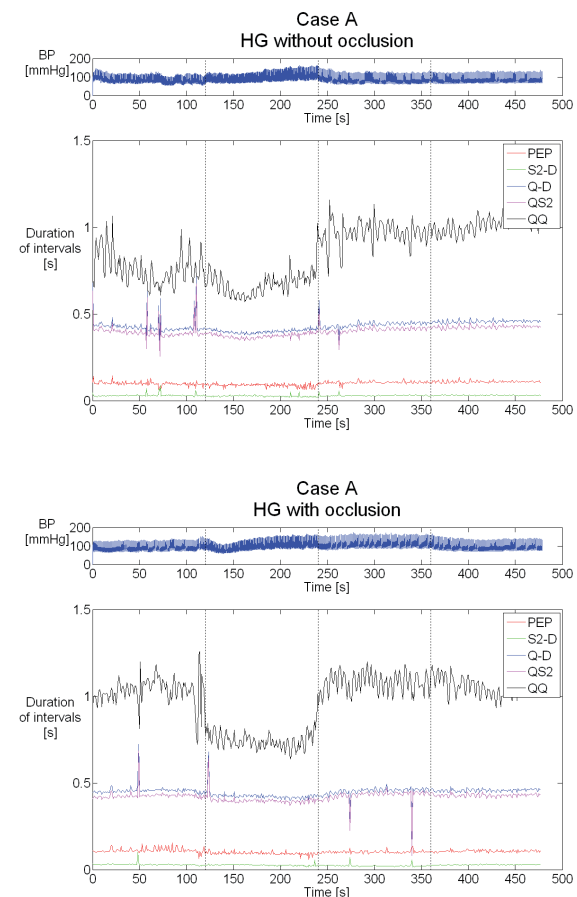 Case A
HG without occlusion
BP
[mmHg]
200
100
0
0 50 100 150 200 250 300 350 400 450 500
Time [s]
1.5
1
0.5
0
Duration
of intervals
[s]
PEP
S2-D
Q-D
QS2
QQ
0 50 100 150 200 250 300 350 400 450 500
Time [s]
Case A
HG with occlusion
BP
[mmHg]
200
100
0
0 50 100 150 200 250 300 350 400 450 500
Time [s]
1.5
1
0.5
0
Duration
of intervals
[s]
PEP
S2-D
Q-D
QS2
QQ
0 50 100 150 200 250 300 350 400 450 500
Time [s]